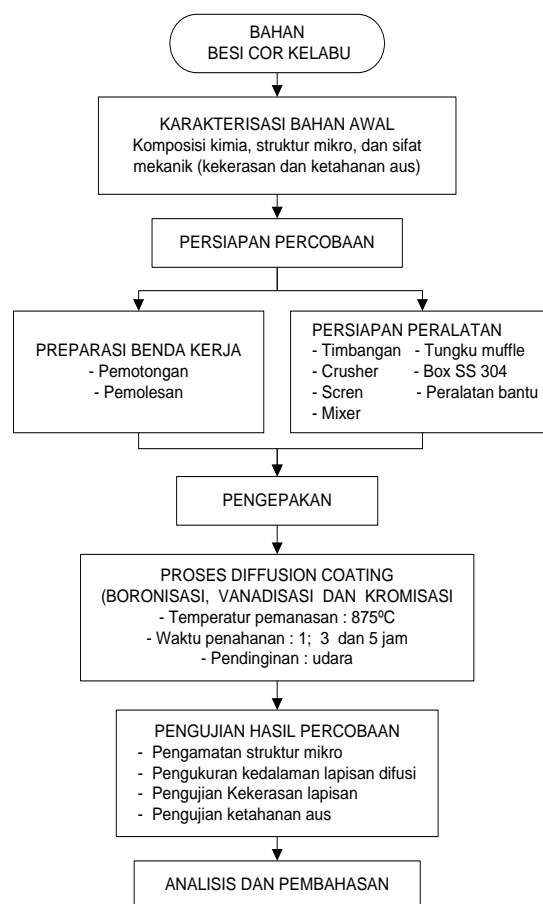 BAHAN
BESI COR KELABU
KARAKTERISASI BAHAN AWAL
Komposisi kimia, struktur mikro, dan sifat
mekanik (kekerasan dan ketahanan aus)
PERSIAPAN PERCOBAAN
PREPARASI BENDA KERJA
- Pemotongan
- Pemolesan
PERSIAPAN PERALATAN
- Timbangan - Tungku muffle
- Crusher - Box SS 304
- Scren - Peralatan bantu
- Mixer
PENGEPAKAN
PROSES DIFFUSION COATING
(BORONISASI, VANADISASI DAN KROMISASI
- Temperatur pemanasan : 875⁰C
- Waktu penahanan : 1; 3 dan 5 jam
- Pendinginan : udara
PENGUJIAN HASIL PERCOBAAN
- Pengamatan struktur mikro
- Pengukuran kedalaman lapisan difusi
- Pengujian Kekerasan lapisan
- Pengujian ketahanan aus
ANALISIS DAN PEMBAHASAN